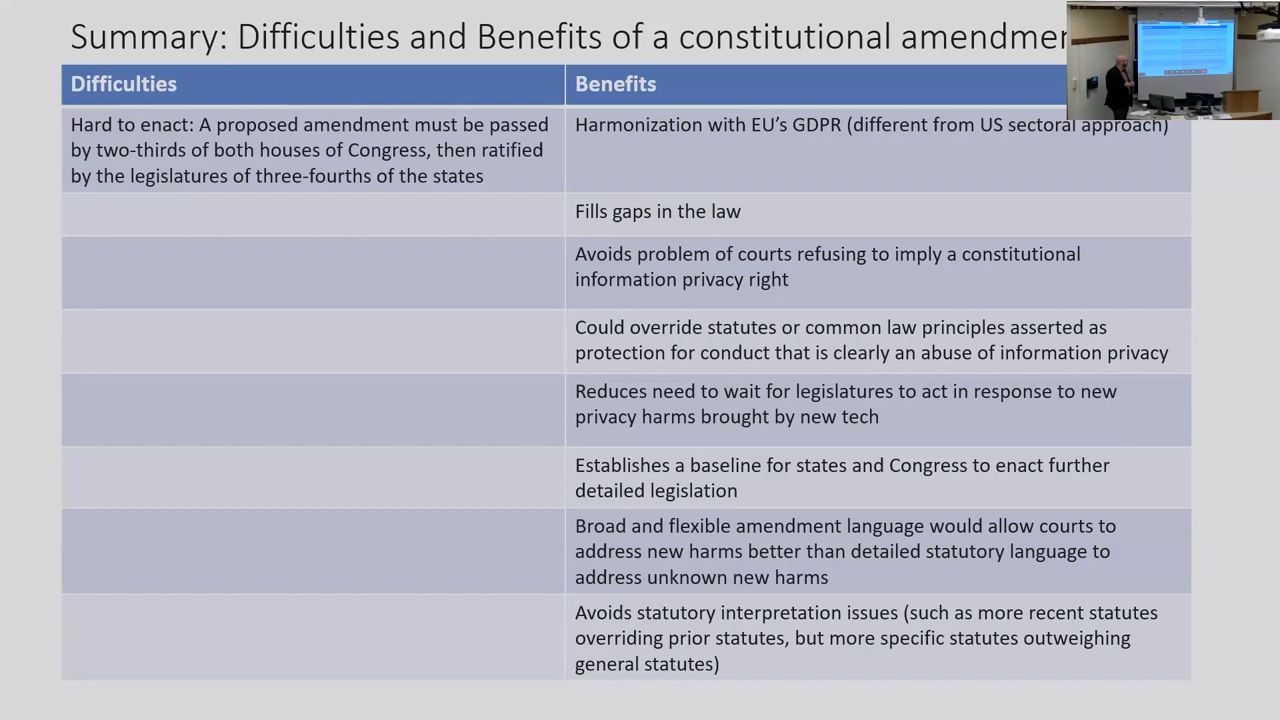 Summary: Difficulties and Benefits of a constitutional
Difficulties
Benefits
Hard to enact: A proposed amendment must be passed
by two-thirds of both houses of Congress, then ratified
by the legislatures of three-fourths of the states
Harmonization with EU’s GDPR (different from US sectoral approach)
Fills gaps in the law
Avoids problem of courts refusing to imply a constitutional
information privacy right
Could override statutes or common law principles asserted as
protection for conduct that is clearly an abuse of information privacy
Reduces need to wait for legislatures to act in response to new
privacy harms brought by new tech
Establishes a baseline for states and Congress to enact further
detailed legislation
Broad and flexible amendment language would allow courts to
address new harms better than detailed statutory language to
address unknown new harms
Avoids statutory interpretation issues (such as more recent statutes
overriding prior statutes, but more specific statutes outweighing
general statutes)